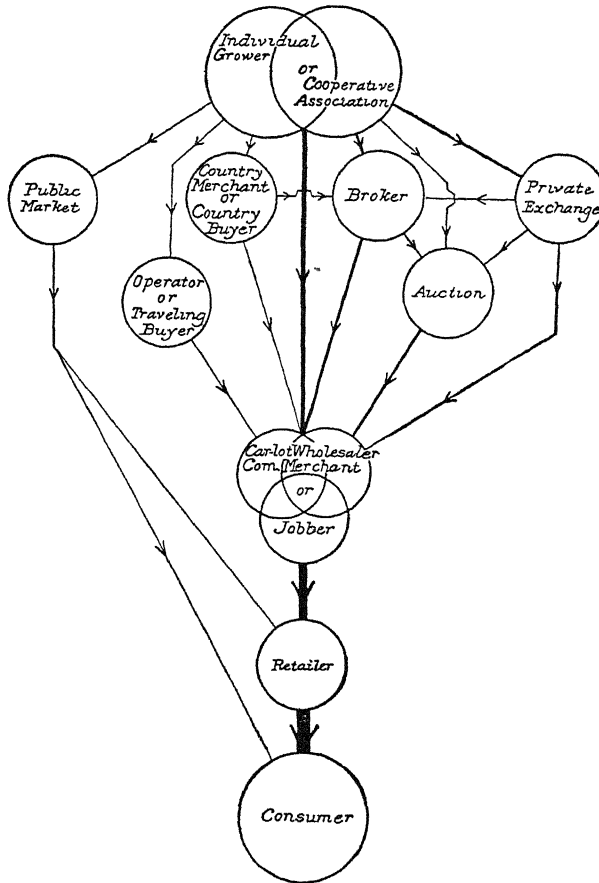 Individual
Grower
or
Cooperative
Association
Public
Market
Country
Merchant
or
Country
Buyer
Broker
Private
Exchange
Operator
or
Traveling
Buyer
Auction
Carlot Wholesaler
Com. Merchant
or
Jobber
Retailer
Consumer